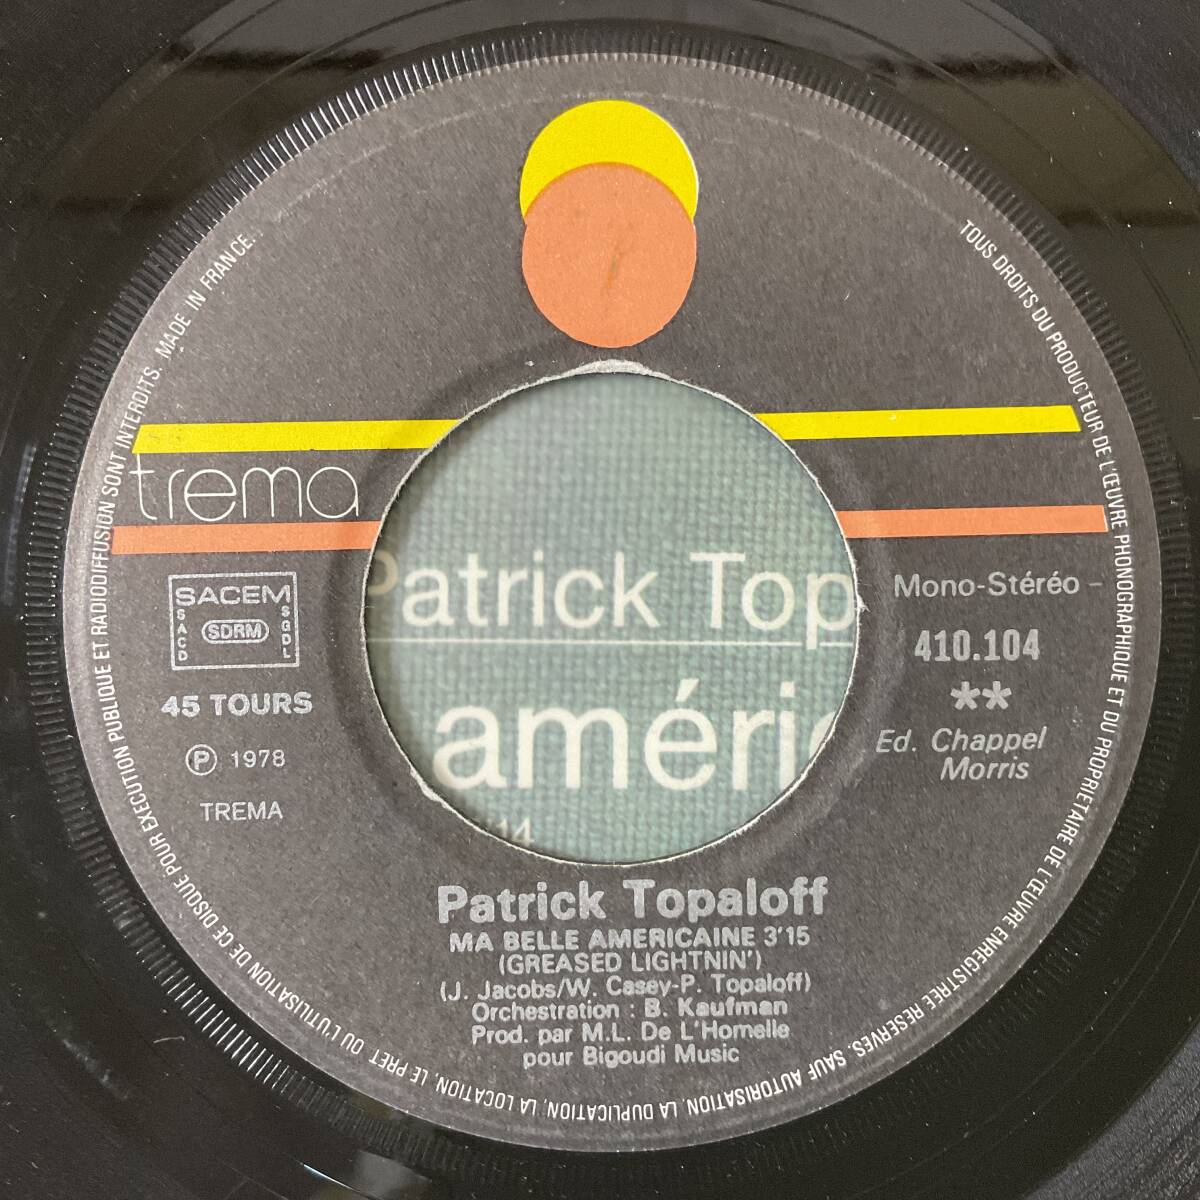 TOUS DROITS DU PRODUCTEUR DE L'ŒUVRE PHONOGRAPHIQUE ET DU PROPRIETAIRE DE L'ŒUVRE ENREGISTREE RESERVES. SAUF AUTORISATION, LA DUPLICATION, LA LOCATION, LE PRET OU L'UTILISATION DE CE DISQUE POUR EXECUTION PUBLIQUE ET RADIODIFFUSION SONT INTERDITS. MADE IN FRANCE.
trema
SACEM
SACD
SDRM
SGDL
45 TOURS
℗ 1978
TREMA
Patrick Top
améric
Mono-Stéréo -
410.104
**
Ed. Chappel
Morris
Patrick Topaloff
MA BELLE AMERICAINE 3'15
(GREASED LIGHTNIN')
(J. Jacobs/W. Casey-P. Topaloff)
Orchestration : B. Kaufman
Prod. par M.L. De L'Homelle
pour Bigoudi Music